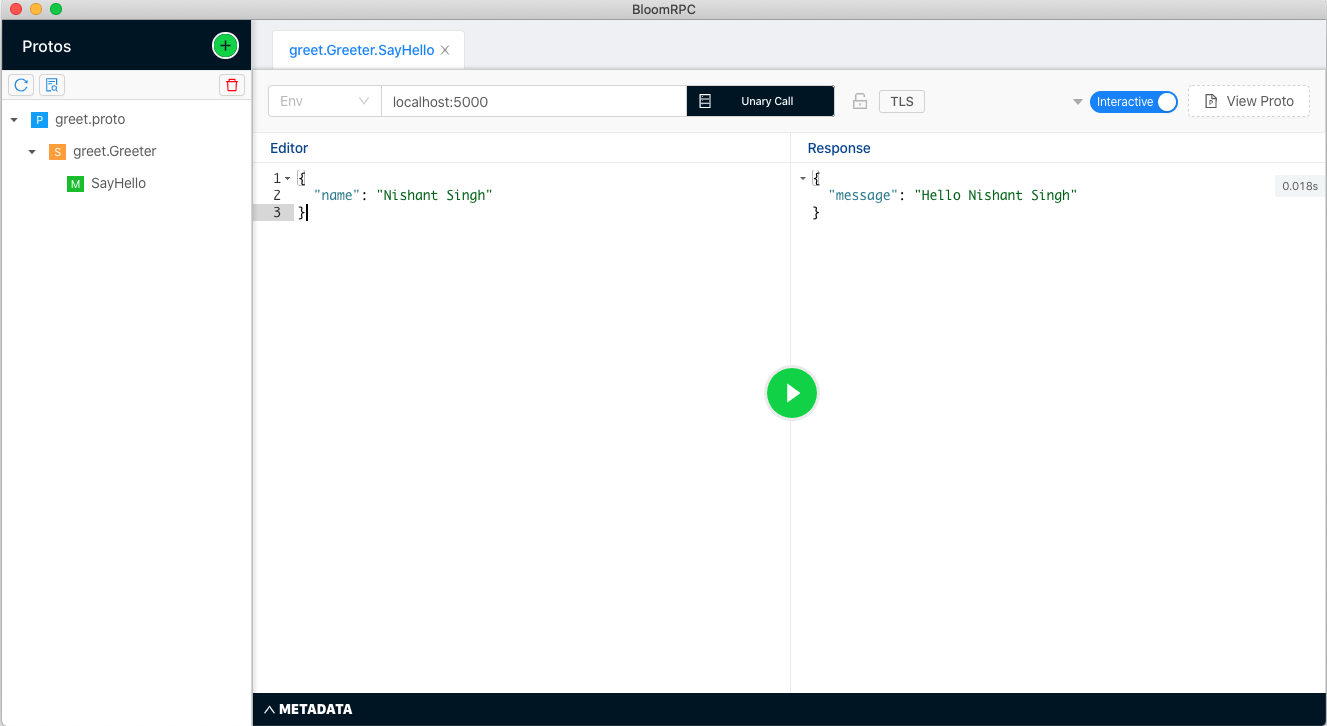 BloomRPC
Protos
greet.Greeter.SayHello
Env
localhost:5000
Unary Call
TLS
Interactive
View Proto
P greet.proto
S greet.Greeter
M SayHello
Editor
1 {
2 "name": "Nishant Singh"
3 }
Response
{
"message": "Hello Nishant Singh"
}
0.018s
METADATA